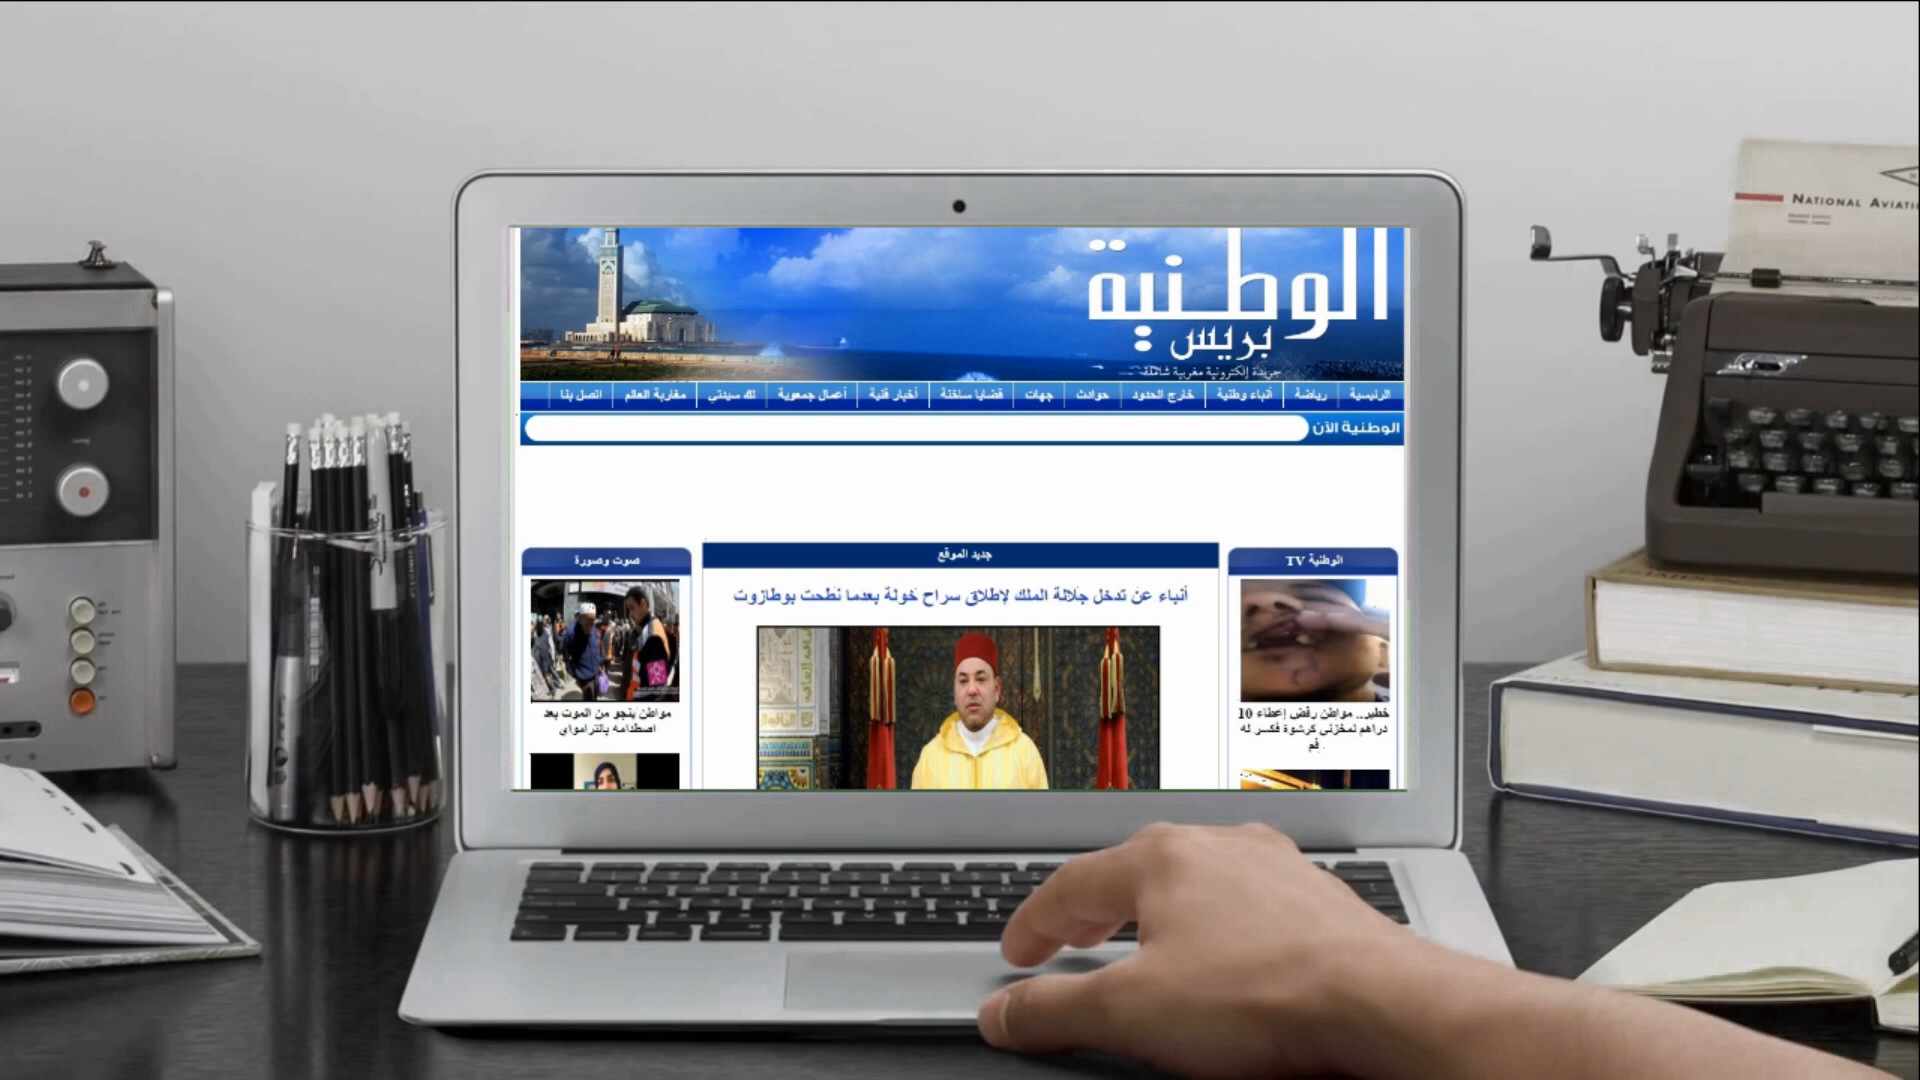 الوطنية
بريس
جريدة إلكترونية مغربية شاملة
الرئيسية رياضة أنباء وطنية خارج الحدود حوادث جهات قضايا ساخنة أخبار فنية أعمال جمعوية لك سيدتي مغاربة العالم اتصل بنا
الوطنية الآن
الوطنية TV
خطير.. مواطن رفض إعطاء 10
دراهم لمخزني كرشوة فكسر له
فم
جديد الموقع
أنباء عن تدخل جلالة الملك لإطلاق سراح خولة بعدما نطحت بوطازوت
صوت وصورة
مواطن ينجو من الموت بعد
اصطدامه بالترامواي
NATIONAL AVIATI